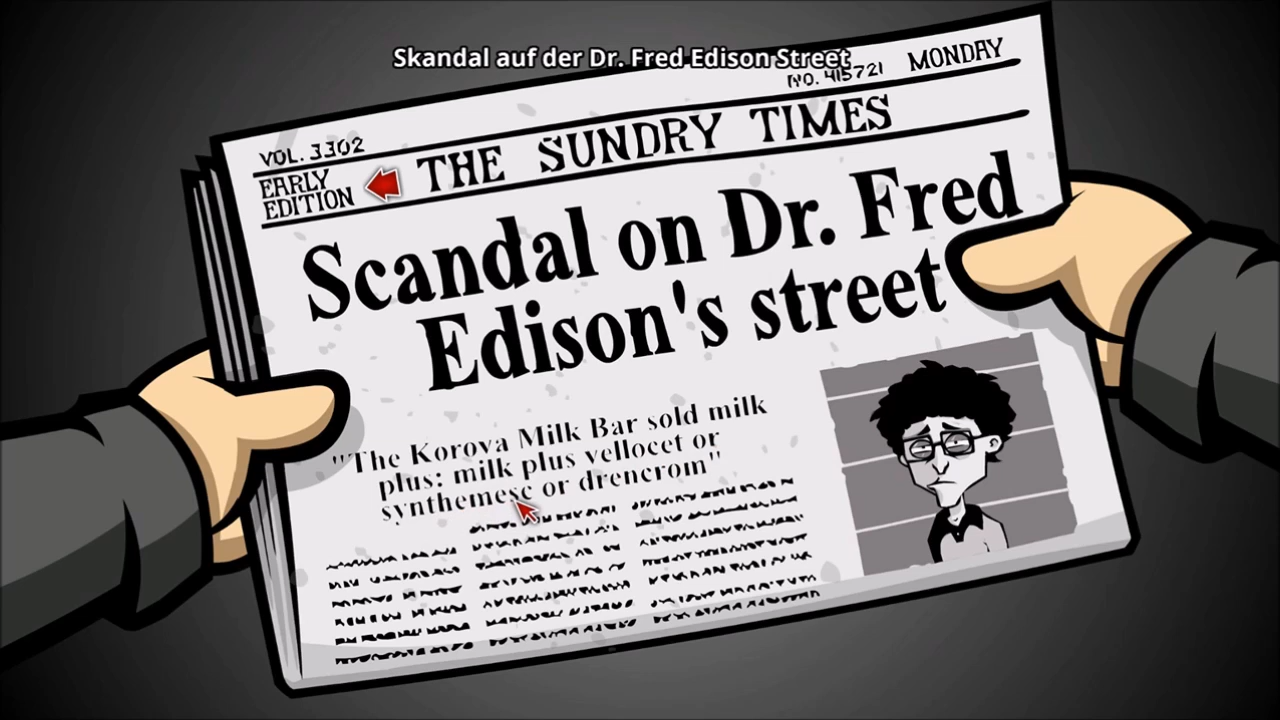 Skandal auf der Dr. Fred Edison Street
NO. 415721 MONDAY
VOL. 3302
EARLY
EDITION
THE SUNDRY TIMES
Scandal on Dr. Fred
Edison's street
"The Korova Milk Bar sold milk
plus: milk plus vellocet or
synthemesc or drencrom"